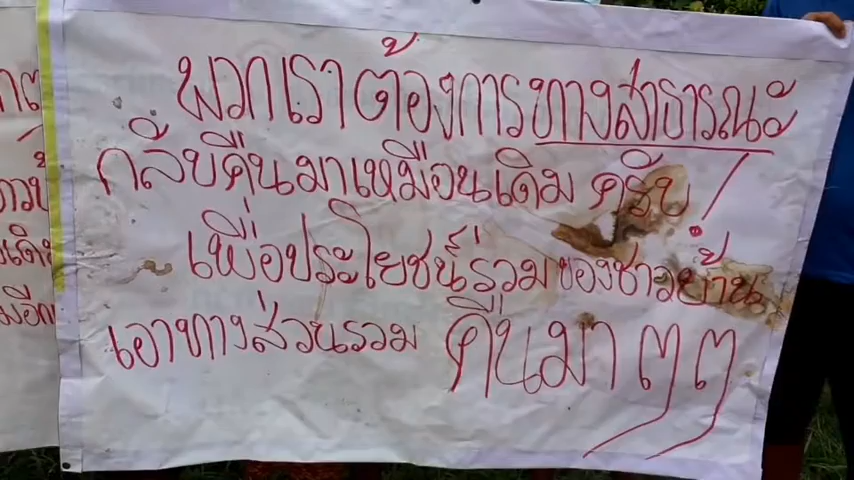 พวกเราต้องการทางสาธารณะ
กลับคืนมาเหมือนเดิม ครับ!
เพื่อประโยชน์รวม ของชาวบ้าน
เอาทางส่วนรวม คืนมา ๆๆ